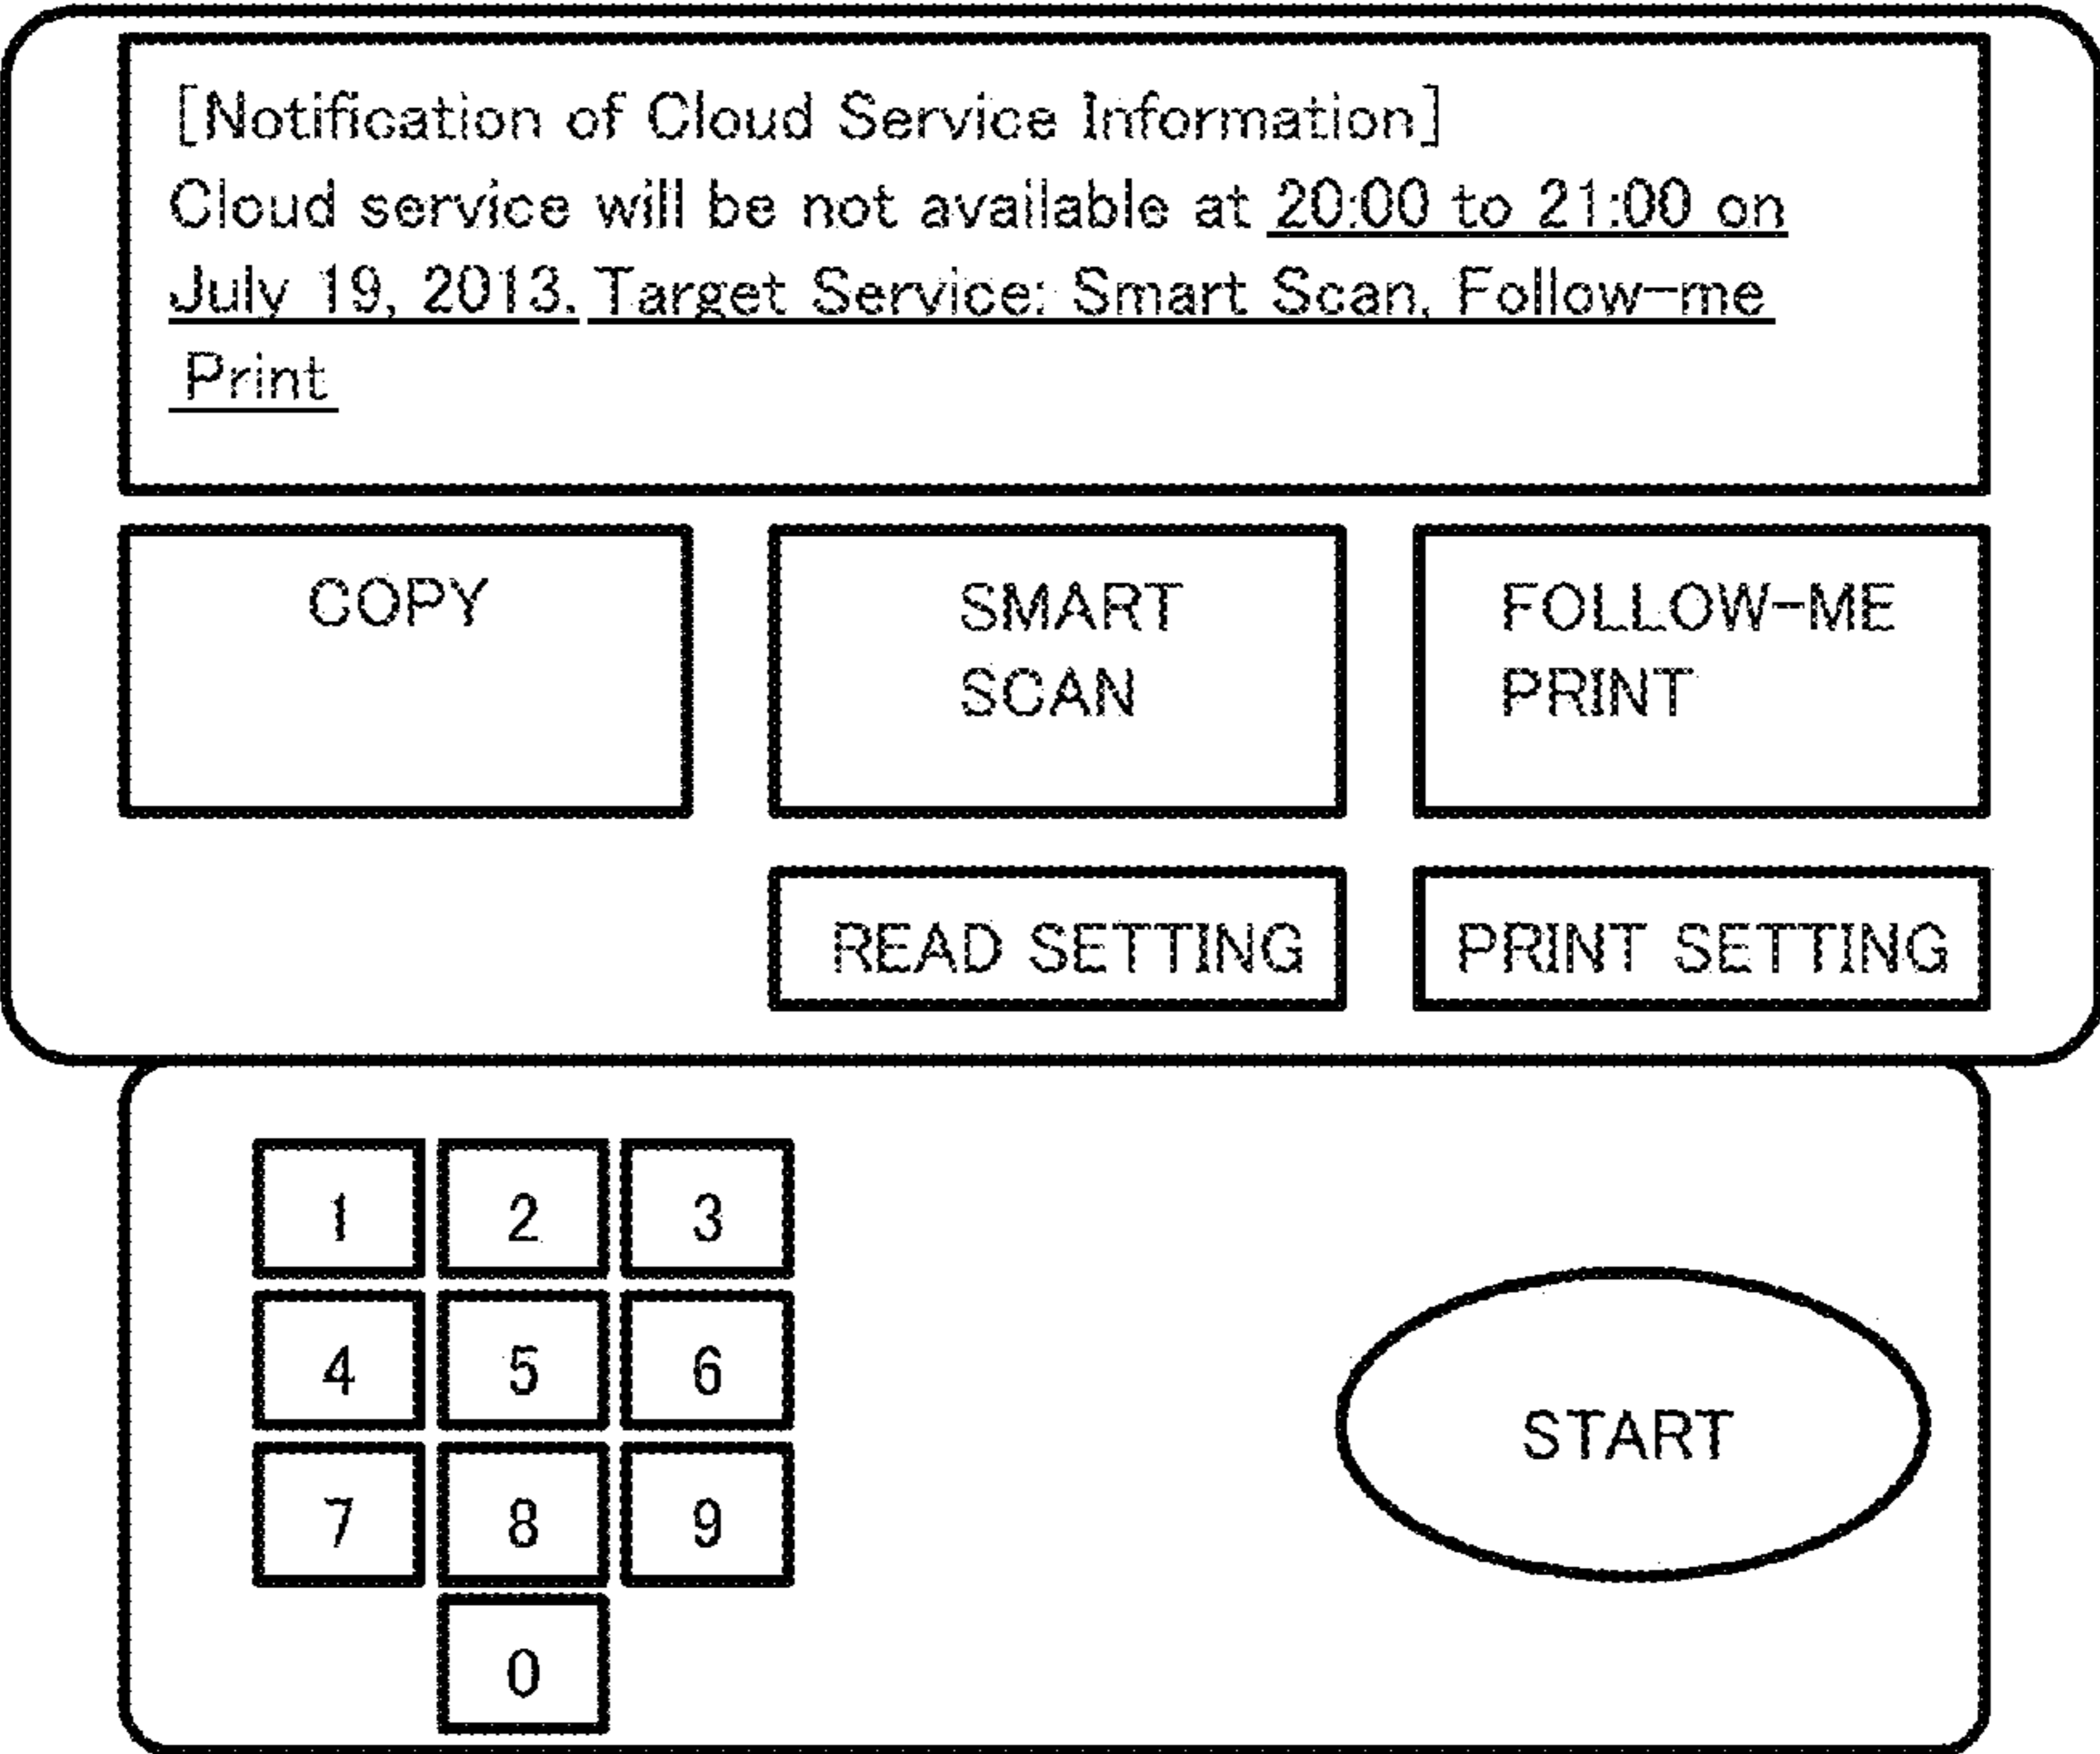 [Notification of Cloud Service Information]
Cloud service will be not available at 20:00 to 21:00 on
July 19, 2013. Target Service: Smart Scan, Follow-me
Print
COPY
SMART
SCAN
FOLLOW-ME
PRINT
READ SETTING
PRINT SETTING
1 2 3
4 5 6
7 8 9
0
START